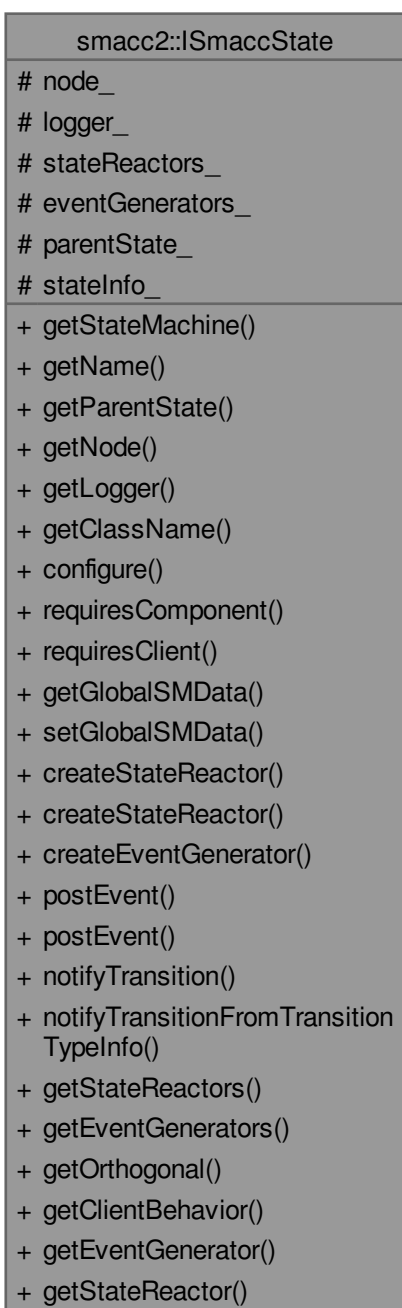 smacc2::ISmaccState
# node_
# logger_
# stateReactors_
# eventGenerators_
# parentState_
# stateInfo_
+ getStateMachine()
+ getName()
+ getParentState()
+ getNode()
+ getLogger()
+ getClassName()
+ configure()
+ requiresComponent()
+ requiresClient()
+ getGlobalSMData()
+ setGlobalSMData()
+ createStateReactor()
+ createStateReactor()
+ createEventGenerator()
+ postEvent()
+ postEvent()
+ notifyTransition()
+ notifyTransitionFromTransition
TypeInfo()
+ getStateReactors()
+ getEventGenerators()
+ getOrthogonal()
+ getClientBehavior()
+ getEventGenerator()
+ getStateReactor()